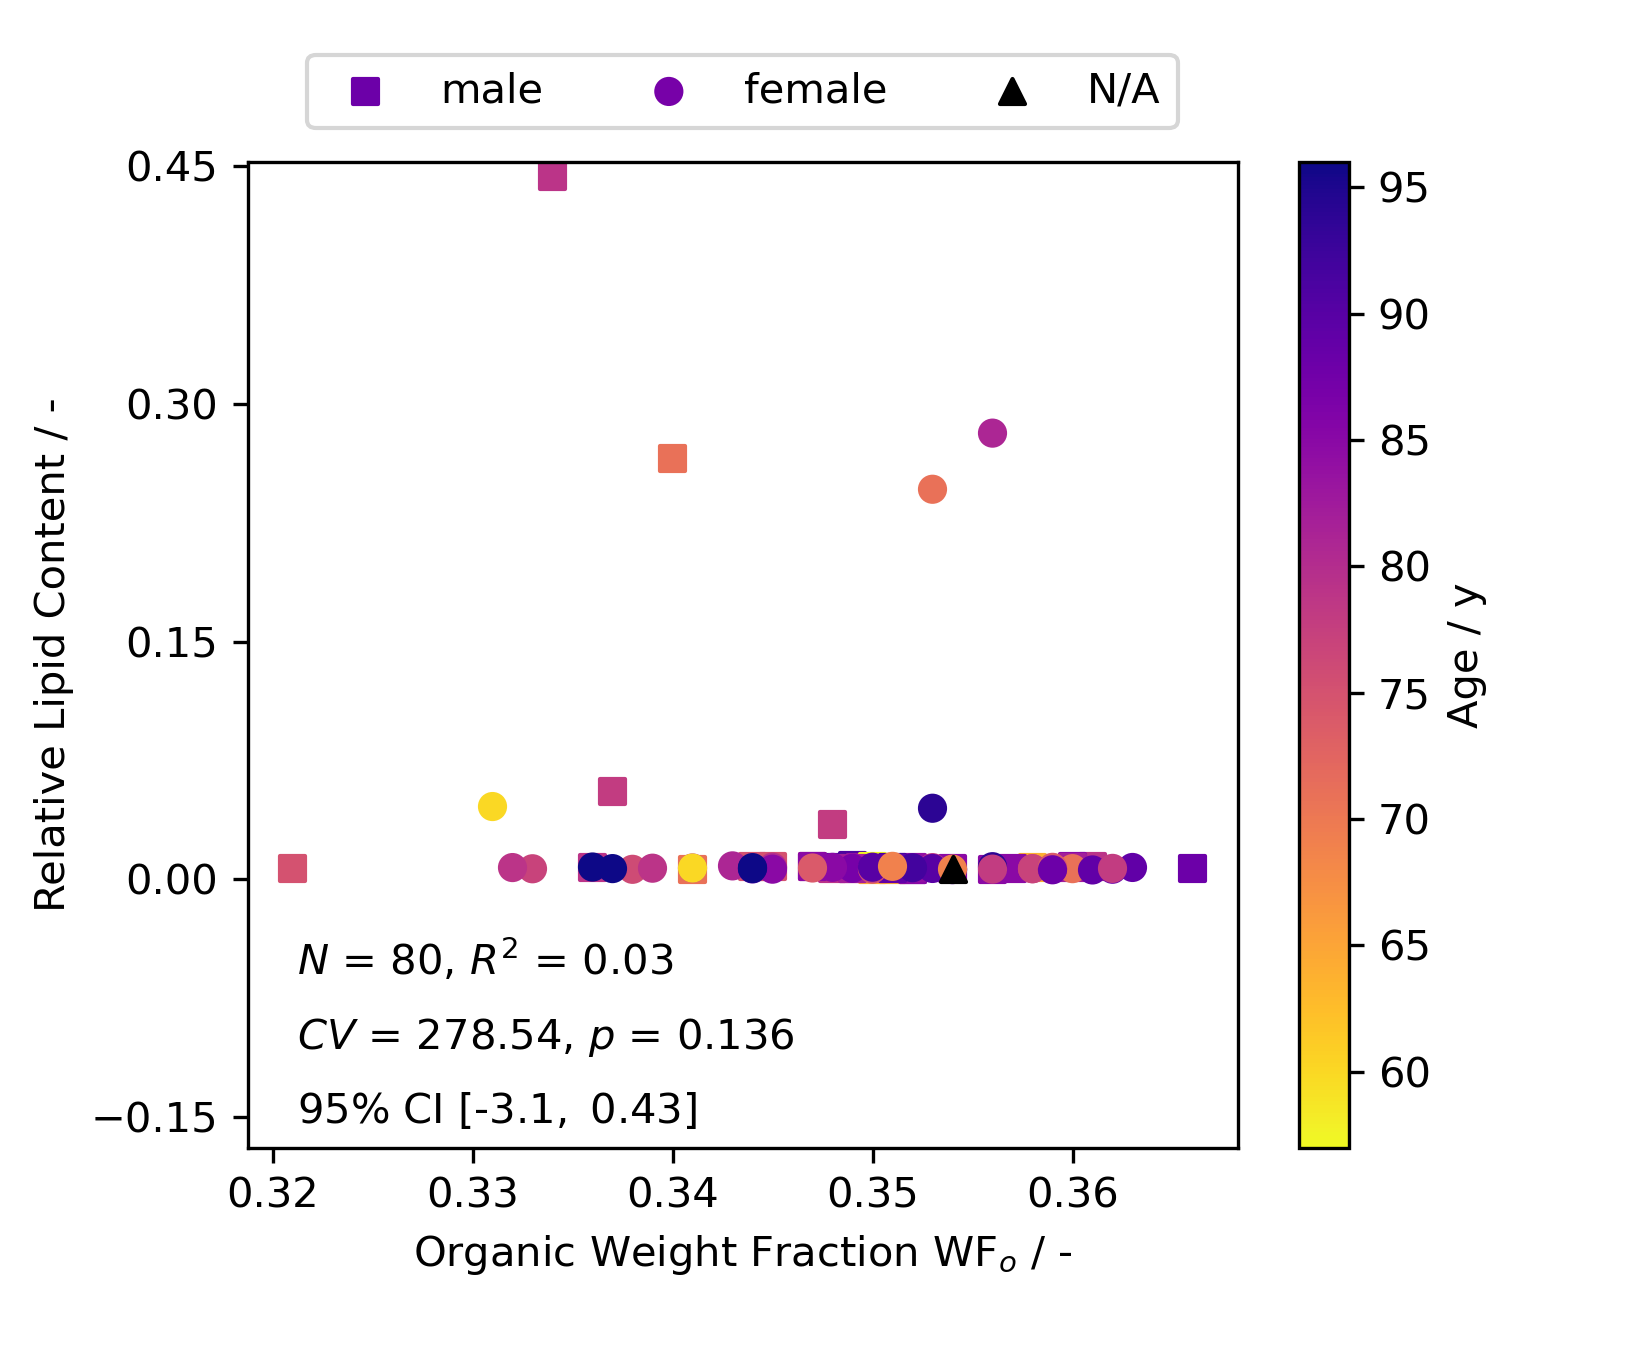 male female N/A
0.45
0.30
0.15
0.00
−0.15
Relative Lipid Content / -
N = 80, R² = 0.03
CV = 278.54, p = 0.136
95% CI [-3.1, 0.43]
0.32 0.33 0.34 0.35 0.36
Organic Weight Fraction WFₒ / -
95
90
85
80
75
70
65
60
Age / y